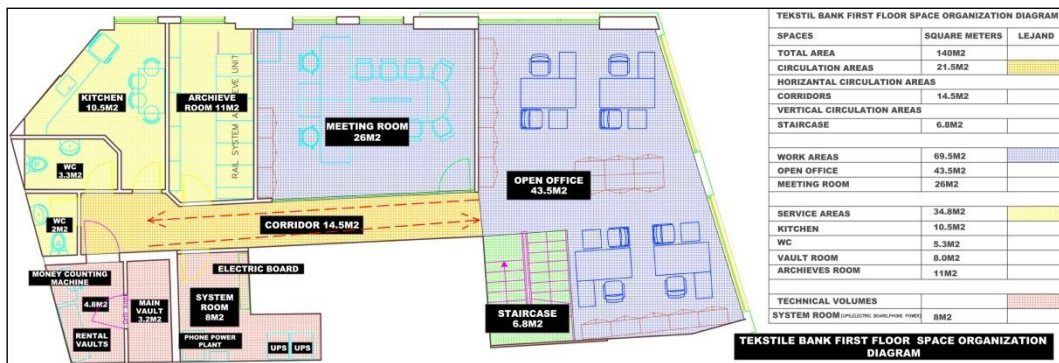 KITCHEN
10.5M2
ARCHIEVE
ROOM 11M2
RAIL SYSTEM ARCHIEVE UNIT
MEETING ROOM
26M2
WC
3.3M2
OPEN OFFICE
43.5M2
WC
2M2
CORRIDOR 14.5M2
MONEY COUNTING
MACHINE
4.8M2
RENTAL
VAULTS
MAIN
VAULT
3.2M2
ELECTRIC BOARD
SYSTEM
ROOM
8M2
PHONE POWER
PLANT
UPS
UPS
STAIRCASE
6.8M2
TEKSTIL BANK FIRST FLOOR SPACE ORGANIZATION DIAGRAM
SPACES SQUARE METERS LEJAND
TOTAL AREA 140M2
CIRCULATION AREAS 21.5M2
HORIZANTAL CIRCULATION AREAS
CORRIDORS 14.5M2
VERTICAL CIRCULATION AREAS
STAIRCASE 6.8M2
WORK AREAS 69.5M2
OPEN OFFICE 43.5M2
MEETING ROOM 26M2
SERVICE AREAS 34.8M2
KITCHEN 10.5M2
WC 5.3M2
VAULT ROOM 8.0M2
ARCHIEVES ROOM 11M2
TECHNICAL VOLUMES
SYSTEM ROOM (UPS,ELECTRIC BOARD,PHONE POWER) 8M2
TEKSTILE BANK FIRST FLOOR SPACE ORGANIZATION
DIAGRAM